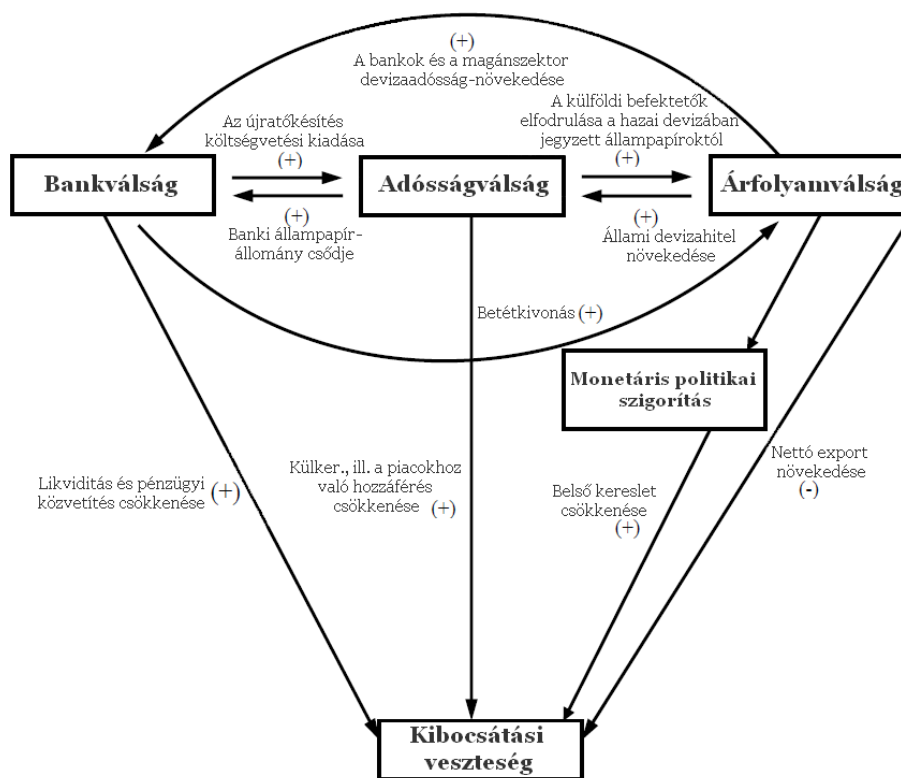 (+)
A bankok és a magánszektor
devizaadósság-növekedése
Az újratőkésítés
költségvetési kiadása
(+)
A külföldi befektetők
elfodrulása a hazai devizában
jegyzett állampapíroktól
(+)
Bankválság
Adósságválság
Árfolyamválság
(+)
Banki állampapír-
állomány csődje
(+)
Állami devizahitel
növekedése
Betétkivonás (+)
Monetáris politikai
szigorítás
Likviditás és pénzügyi
közvetítés csökkenése (+)
Külker., ill. a piacokhoz
való hozzáférés
csökkenése (+)
Belső kereslet
csökkenése
(+)
Nettó export
növekedése
(-)
Kibocsátási
veszteség